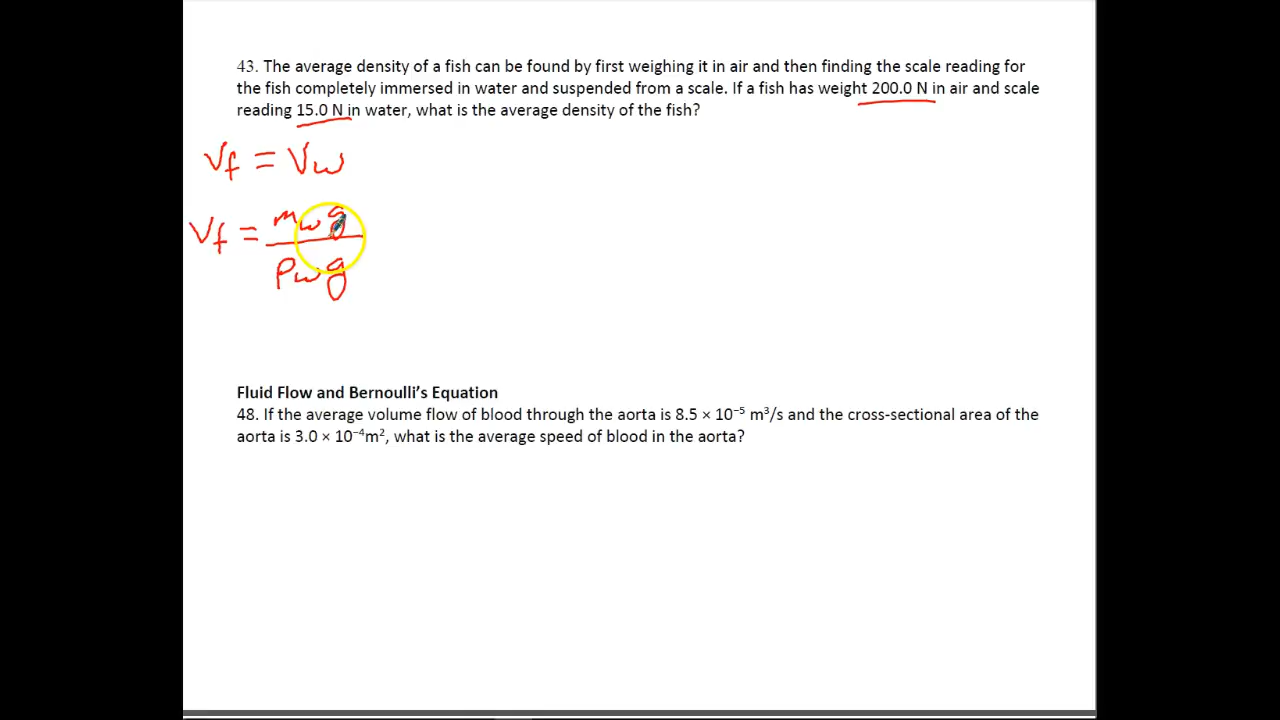 43. The average density of a fish can be found by first weighing it in air and then finding the scale reading for
the fish completely immersed in water and suspended from a scale. If a fish has weight 200.0 N in air and scale
reading 15.0 N in water, what is the average density of the fish?
Vf = Vw
Vf = mwg
ρwg
Fluid Flow and Bernoulli’s Equation
48. If the average volume flow of blood through the aorta is 8.5 × 10⁻⁵ m³/s and the cross-sectional area of the
aorta is 3.0 × 10⁻⁴m², what is the average speed of blood in the aorta?